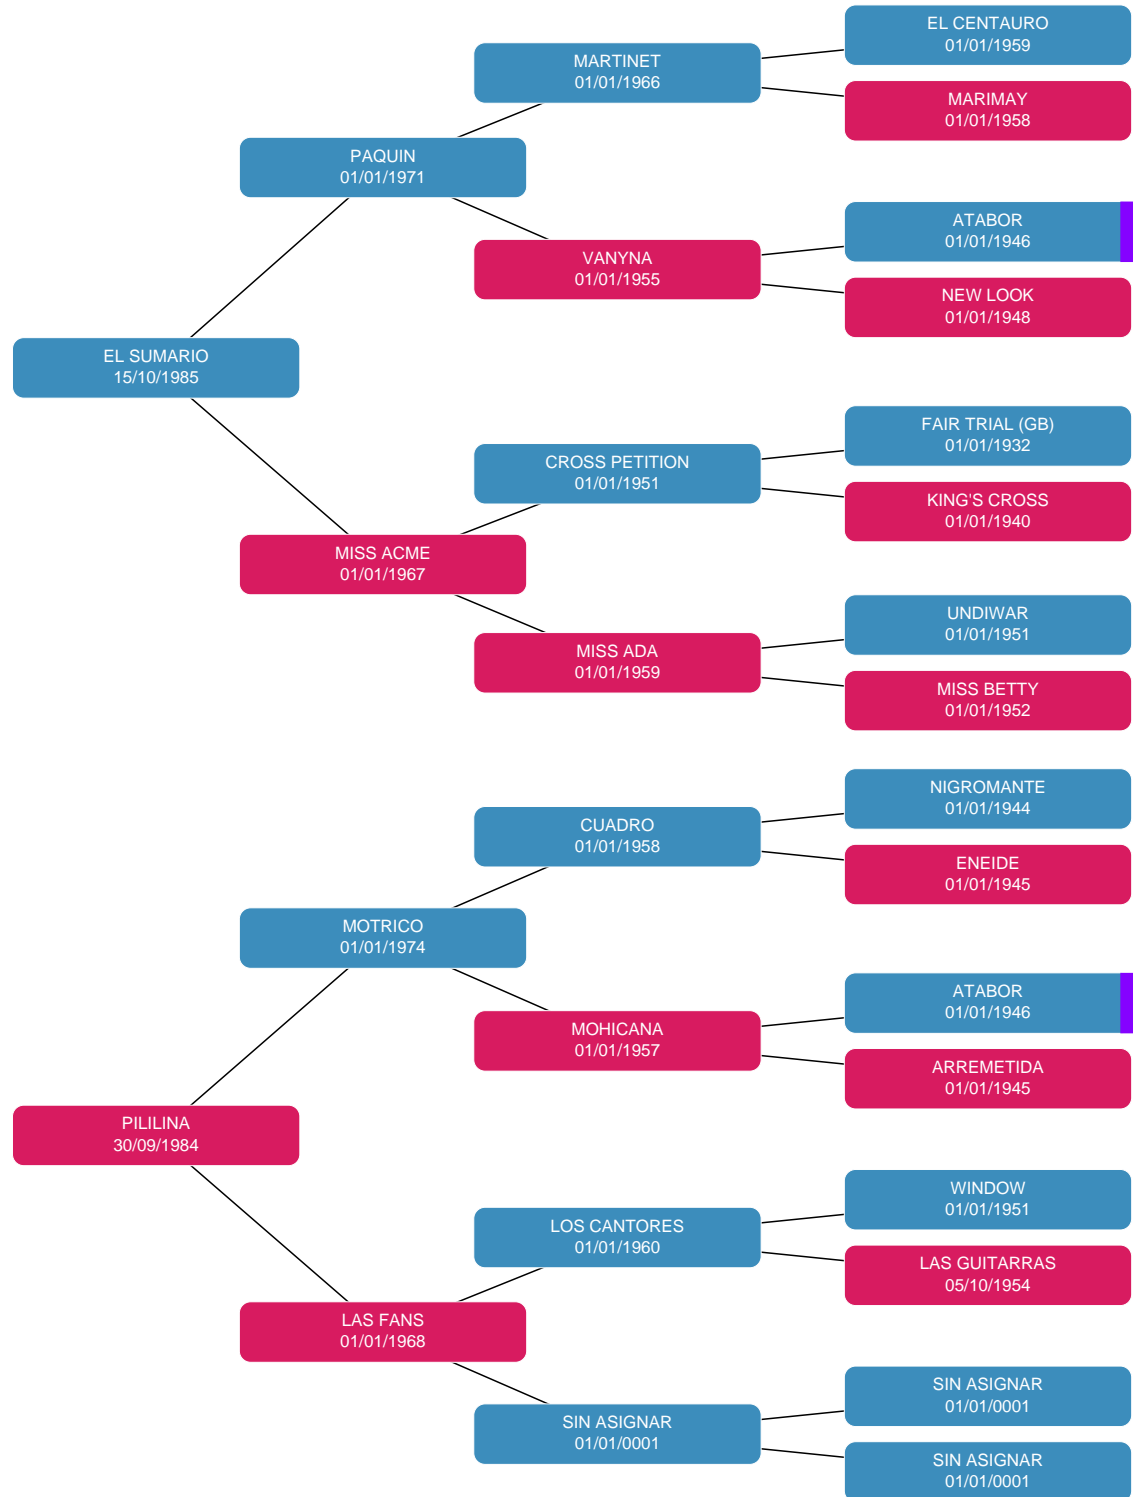 EL CENTAURO
01/01/1959
MARTINET
01/01/1966
MARIMAY
01/01/1958
PAQUIN
01/01/1971
ATABOR
01/01/1946
VANYNA
01/01/1955
NEW LOOK
01/01/1948
EL SUMARIO
15/10/1985
FAIR TRIAL (GB)
01/01/1932
CROSS PETITION
01/01/1951
KING'S CROSS
01/01/1940
MISS ACME
01/01/1967
UNDIWAR
01/01/1951
MISS ADA
01/01/1959
MISS BETTY
01/01/1952
NIGROMANTE
01/01/1944
CUADRO
01/01/1958
ENEIDE
01/01/1945
MOTRICO
01/01/1974
ATABOR
01/01/1946
MOHICANA
01/01/1957
ARREMETIDA
01/01/1945
PILILINA
30/09/1984
WINDOW
01/01/1951
LOS CANTORES
01/01/1960
LAS GUITARRAS
05/10/1954
LAS FANS
01/01/1968
SIN ASIGNAR
01/01/0001
SIN ASIGNAR
01/01/0001
SIN ASIGNAR
01/01/0001